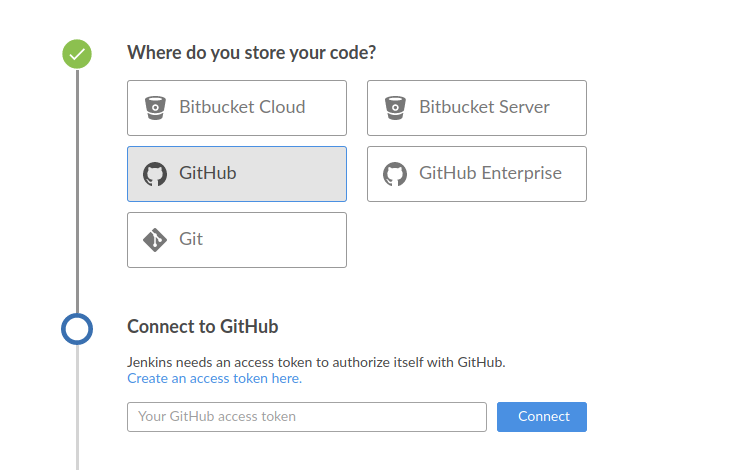 Where do you store your code?
Bitbucket Cloud
Bitbucket Server
GitHub
GitHub Enterprise
Git
Connect to GitHub
Jenkins needs an access token to authorize itself with GitHub.
Create an access token here.
Your GitHub access token
Connect